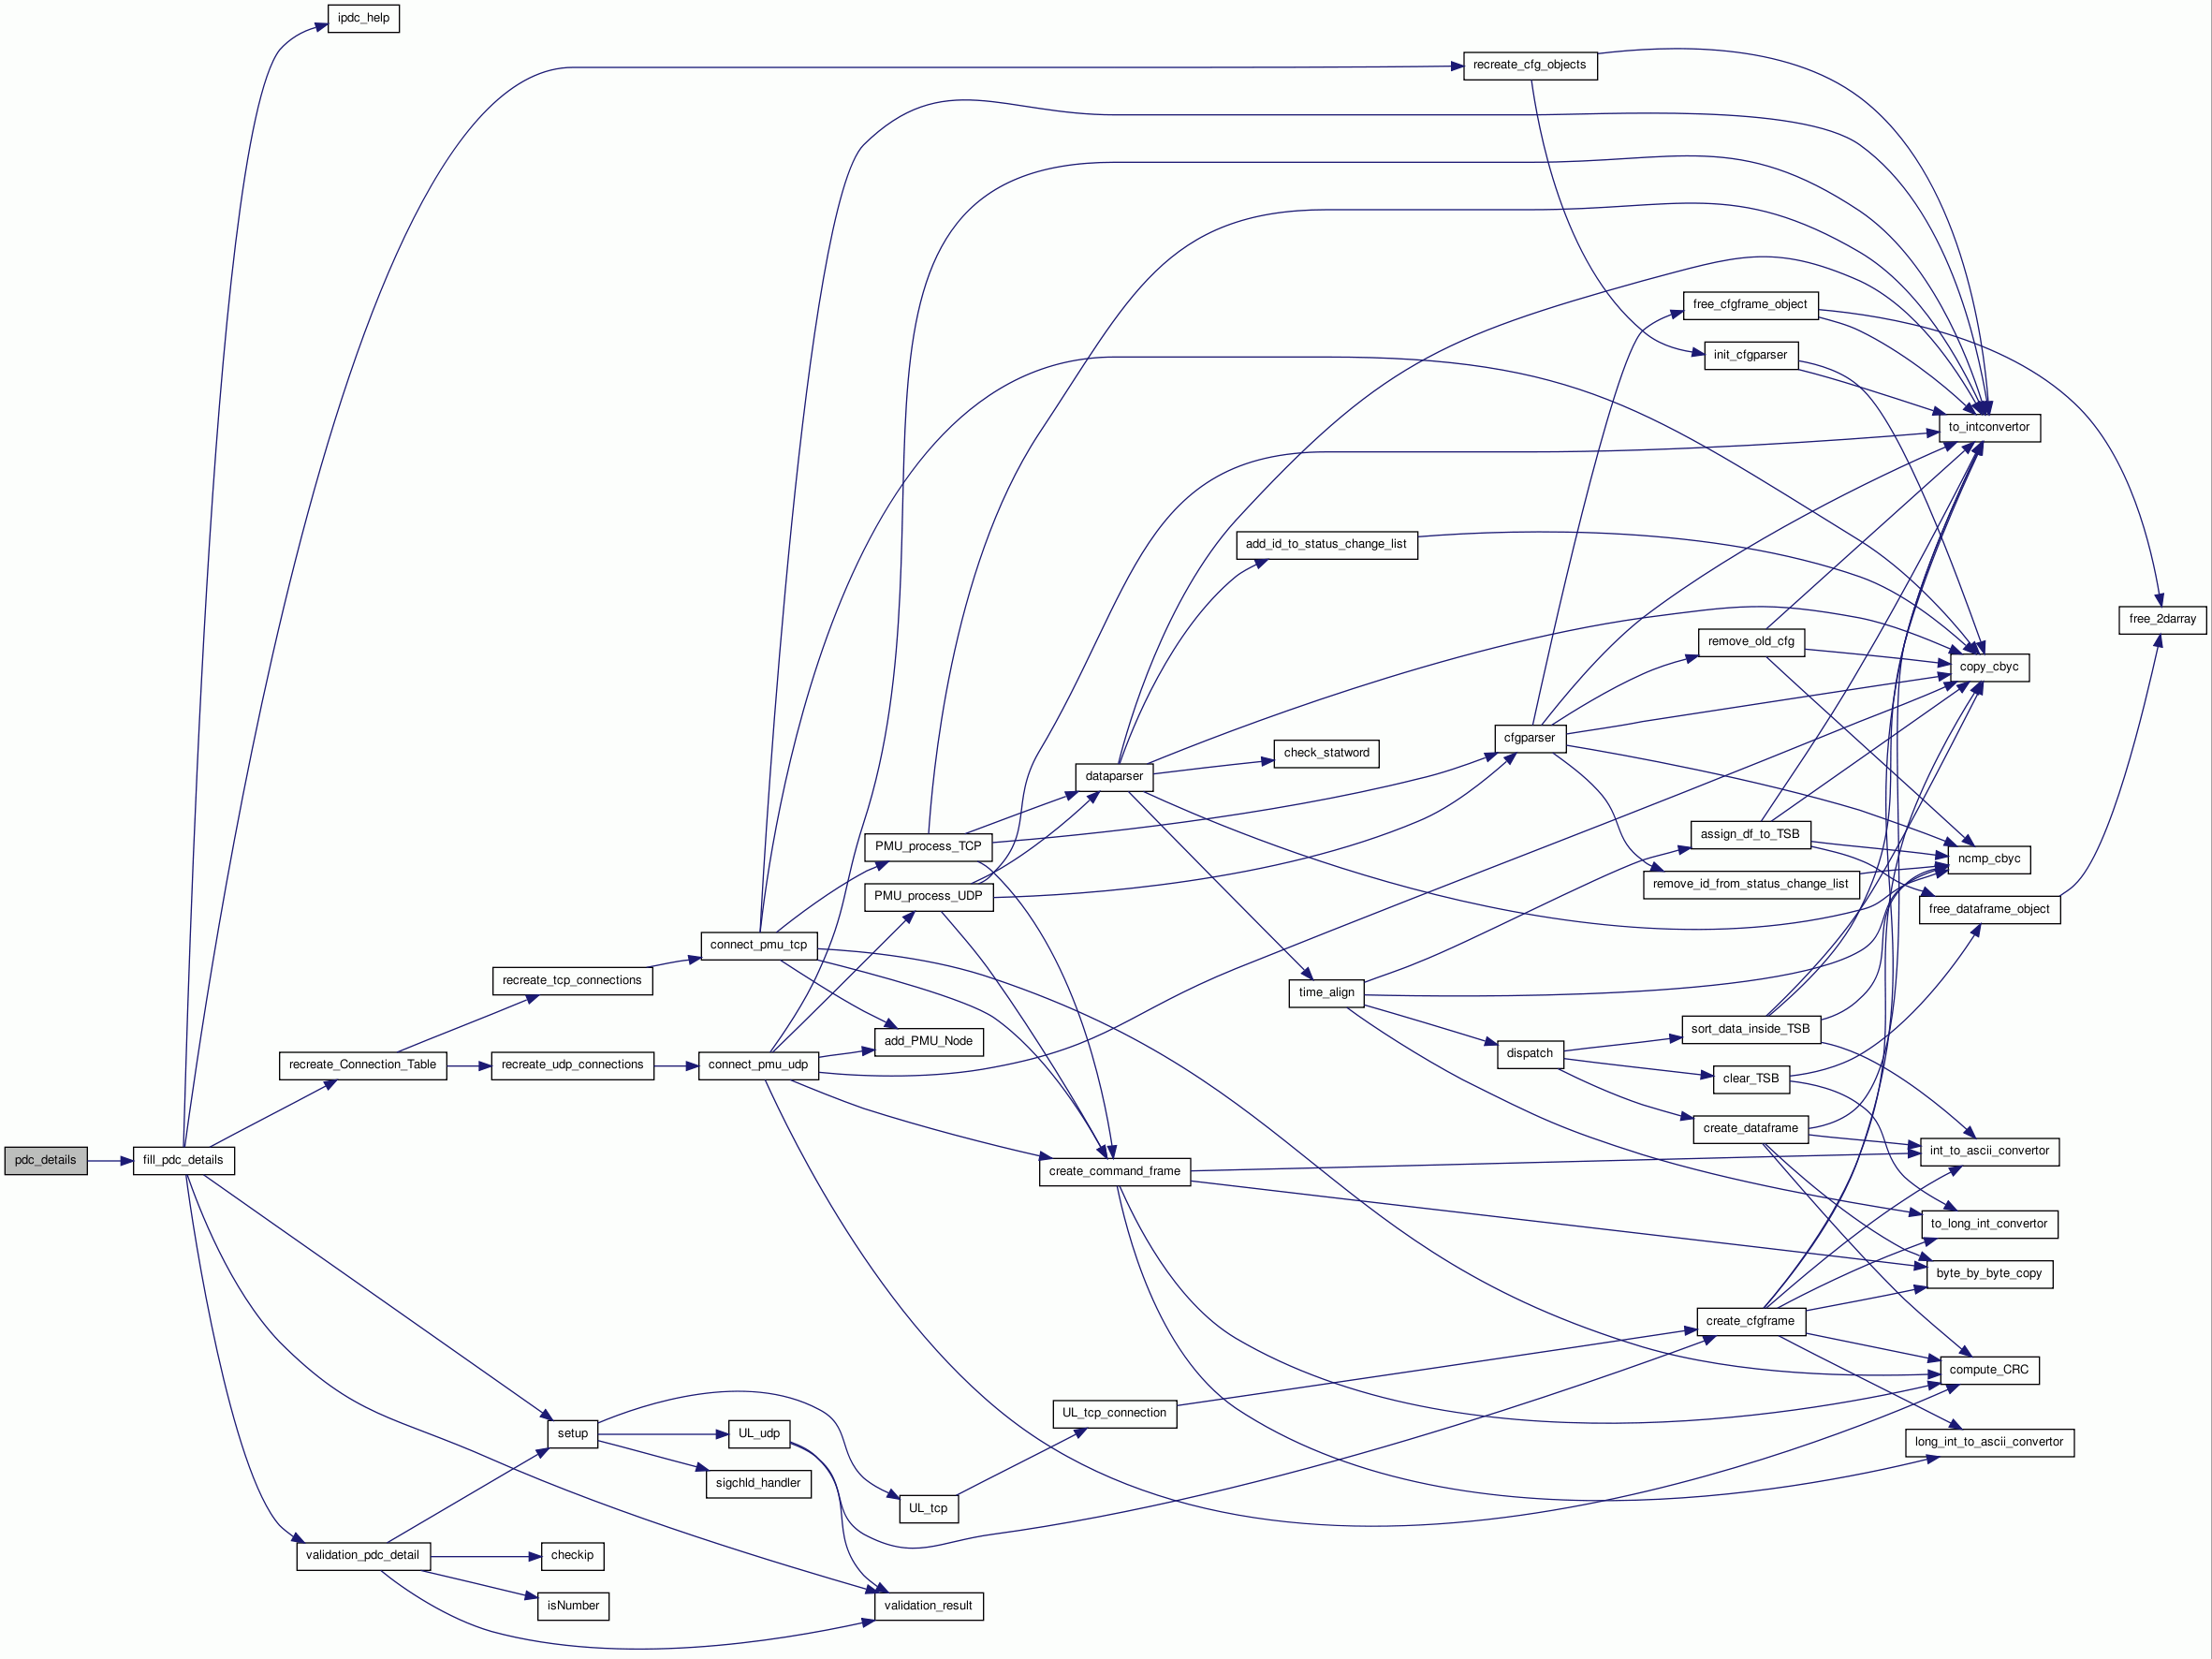 ipdc_help
recreate_cfg_objects
free_cfgframe_object
init_cfgparser
to_intconvertor
add_id_to_status_change_list
free_2darray
remove_old_cfg
copy_cbyc
cfgparser
check_statword
dataparser
assign_df_to_TSB
PMU_process_TCP
ncmp_cbyc
remove_id_from_status_change_list
PMU_process_UDP
free_dataframe_object
connect_pmu_tcp
recreate_tcp_connections
time_align
sort_data_inside_TSB
add_PMU_Node
dispatch
recreate_Connection_Table
recreate_udp_connections
connect_pmu_udp
clear_TSB
create_dataframe
int_to_ascii_convertor
pdc_details
fill_pdc_details
create_command_frame
to_long_int_convertor
byte_by_byte_copy
create_cfgframe
compute_CRC
UL_tcp_connection
setup
UL_udp
long_int_to_ascii_convertor
sigchld_handler
UL_tcp
validation_pdc_detail
checkip
isNumber
validation_result